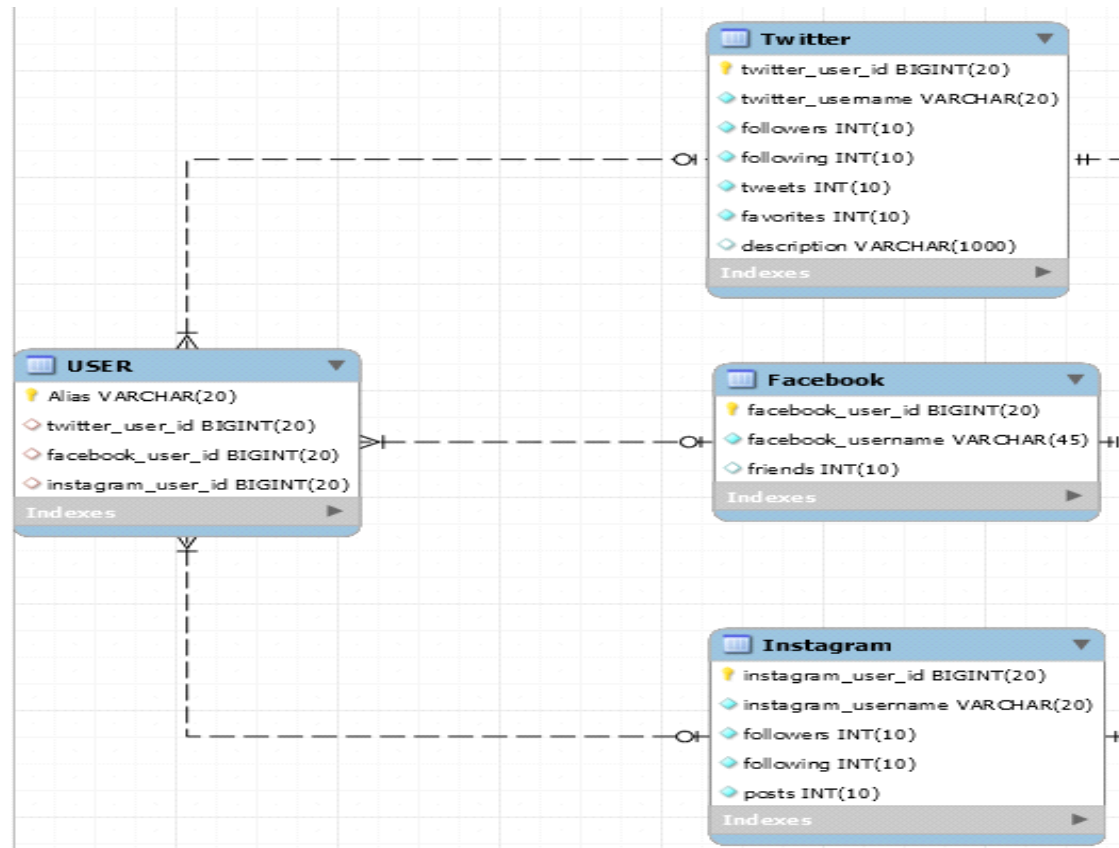 Twitter
twitter_user_id BIGINT(20)
twitter_username VARCHAR(20)
followers INT(10)
following INT(10)
tweets INT(10)
favorites INT(10)
description VARCHAR(1000)
Indexes
USER
Alias VARCHAR(20)
twitter_user_id BIGINT(20)
facebook_user_id BIGINT(20)
instagram_user_id BIGINT(20)
Indexes
Facebook
facebook_user_id BIGINT(20)
facebook_username VARCHAR(45)
friends INT(10)
Indexes
Instagram
instagram_user_id BIGINT(20)
instagram_username VARCHAR(20)
followers INT(10)
following INT(10)
posts INT(10)
Indexes